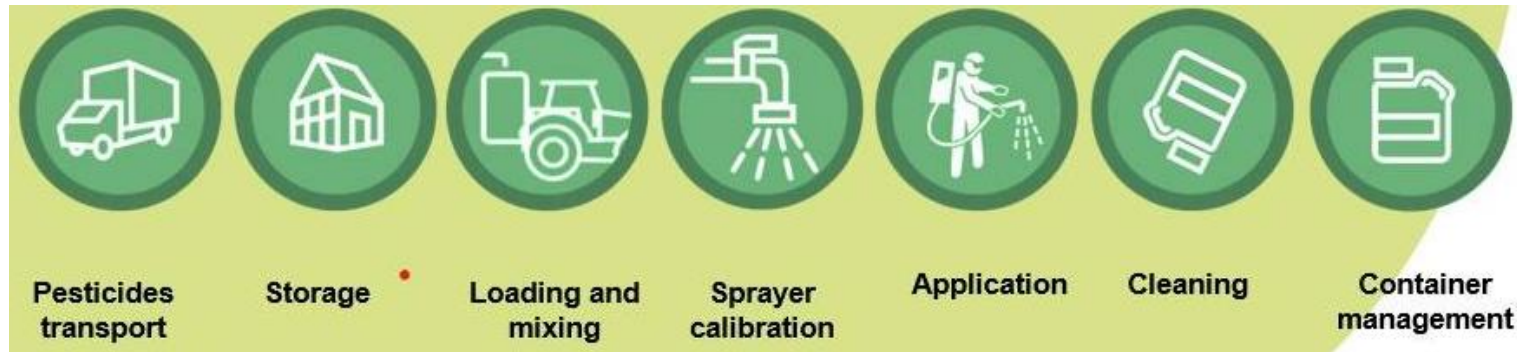 Pesticides
transport
Storage
Loading and
mixing
Sprayer
calibration
Application
Cleaning
Container
management